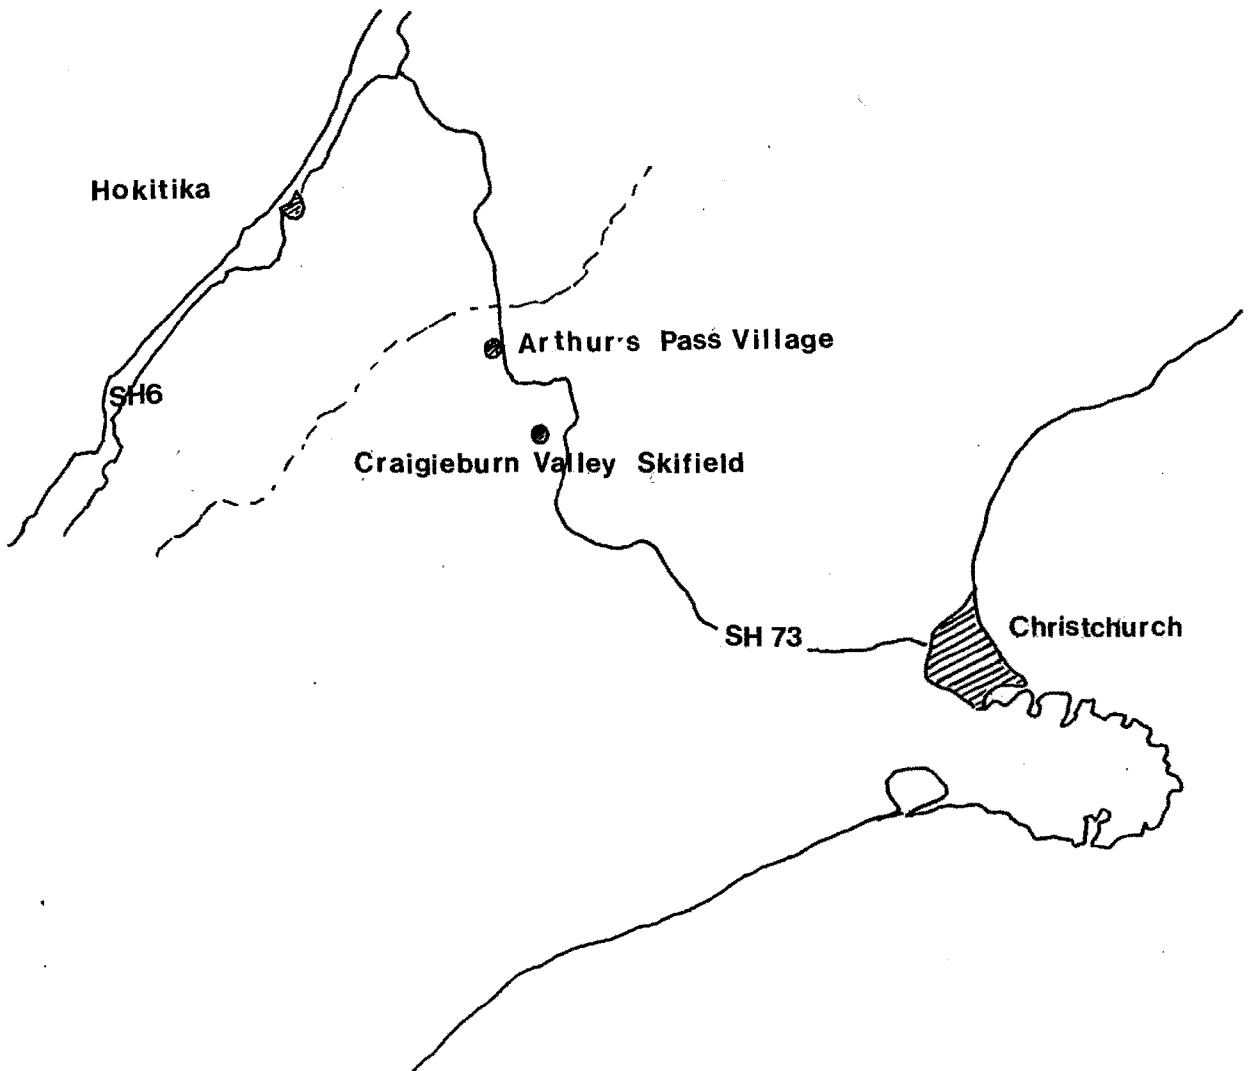 Hokitika
Arthur's Pass Village
SH6
Craigieburn Valley Skifield
Christchurch
SH 73